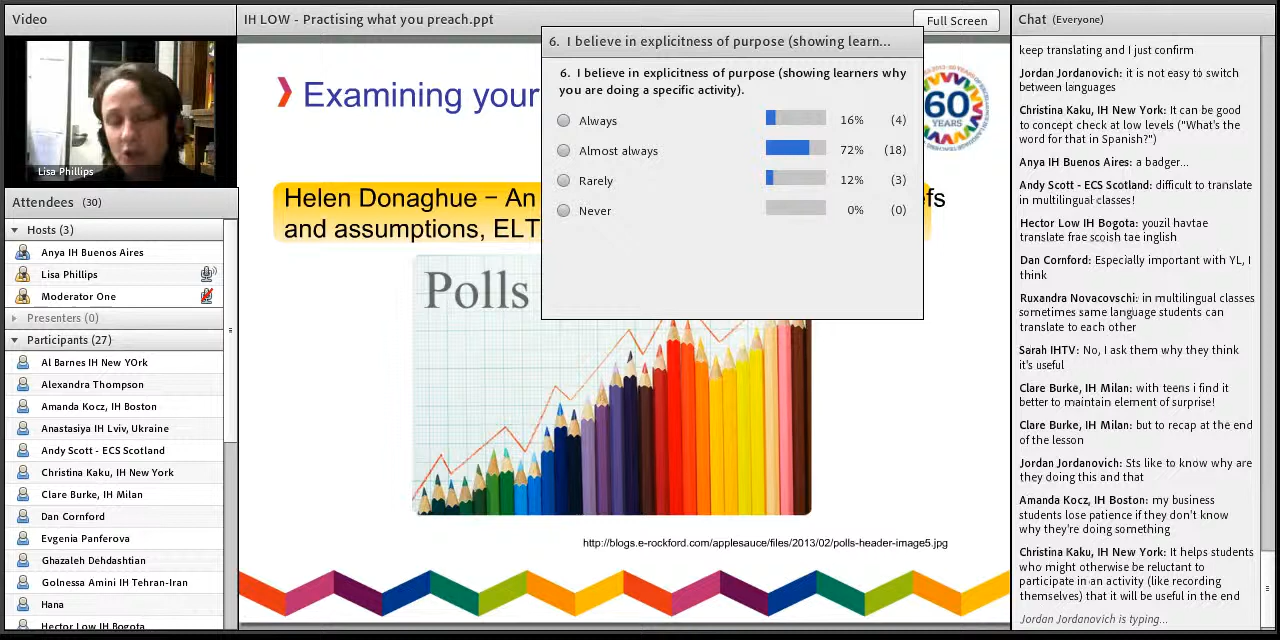 Video
Lisa Phillips
Attendees (30)
Hosts (3)
Anya IH Buenos Aires
Lisa Phillips
Moderator One
Presenters (0)
Participants (27)
Al Barnes IH New YOrk
Alexandra Thompson
Amanda Kocz, IH Boston
Anastasiya IH Lviv, Ukraine
Andy Scott - ECS Scotland
Christina Kaku, IH New York
Clare Burke, IH Milan
Dan Cornford
Evgenia Panferova
Ghazaleh Dehdashtian
Golnessa Amini IH Tehran-Iran
Hana
Hector Low IH Bogota
IH LOW - Practising what you preach.ppt
Full Screen
Examining your
60
YEARS
Helen Donaghue – An
efs
and assumptions, ELT
Polls
http://blogs.e-rockford.com/applesauce/files/2013/02/polls-header-image5.jpg
6. I believe in explicitness of purpose (showing learn...
6. I believe in explicitness of purpose (showing learners why
you are doing a specific activity).
Always 16% (4)
Almost always 72% (18)
Rarely 12% (3)
Never 0% (0)
Chat (Everyone)
keep translating and I just confirm
Jordan Jordanovich: it is not easy to switch
between languages
Christina Kaku, IH New York: It can be good
to concept check at low levels ("What's the
word for that in Spanish?")
Anya IH Buenos Aires: a badger...
Andy Scott - ECS Scotland: difficult to translate
in multilingual classes!
Hector Low IH Bogota: youzil havtae
translate frae scoish tae inglish
Dan Cornford: Especially important with YL, I
think
Ruxandra Novacovschi: in multilingual classes
sometimes same language students can
translate to each other
Sarah IHTV: No, I ask them why they think
it's useful
Clare Burke, IH Milan: with teens i find it
better to maintain element of surprise!
Clare Burke, IH Milan: but to recap at the end
of the lesson
Jordan Jordanovich: Sts like to know why are
they doing this and that
Amanda Kocz, IH Boston: my business
students lose patience if they don't know
why they're doing something
Christina Kaku, IH New York: It helps students
who might otherwise be reluctant to
participate in an activity (like recording
themselves) that it will be useful in the end
Jordan Jordanovich is typing...